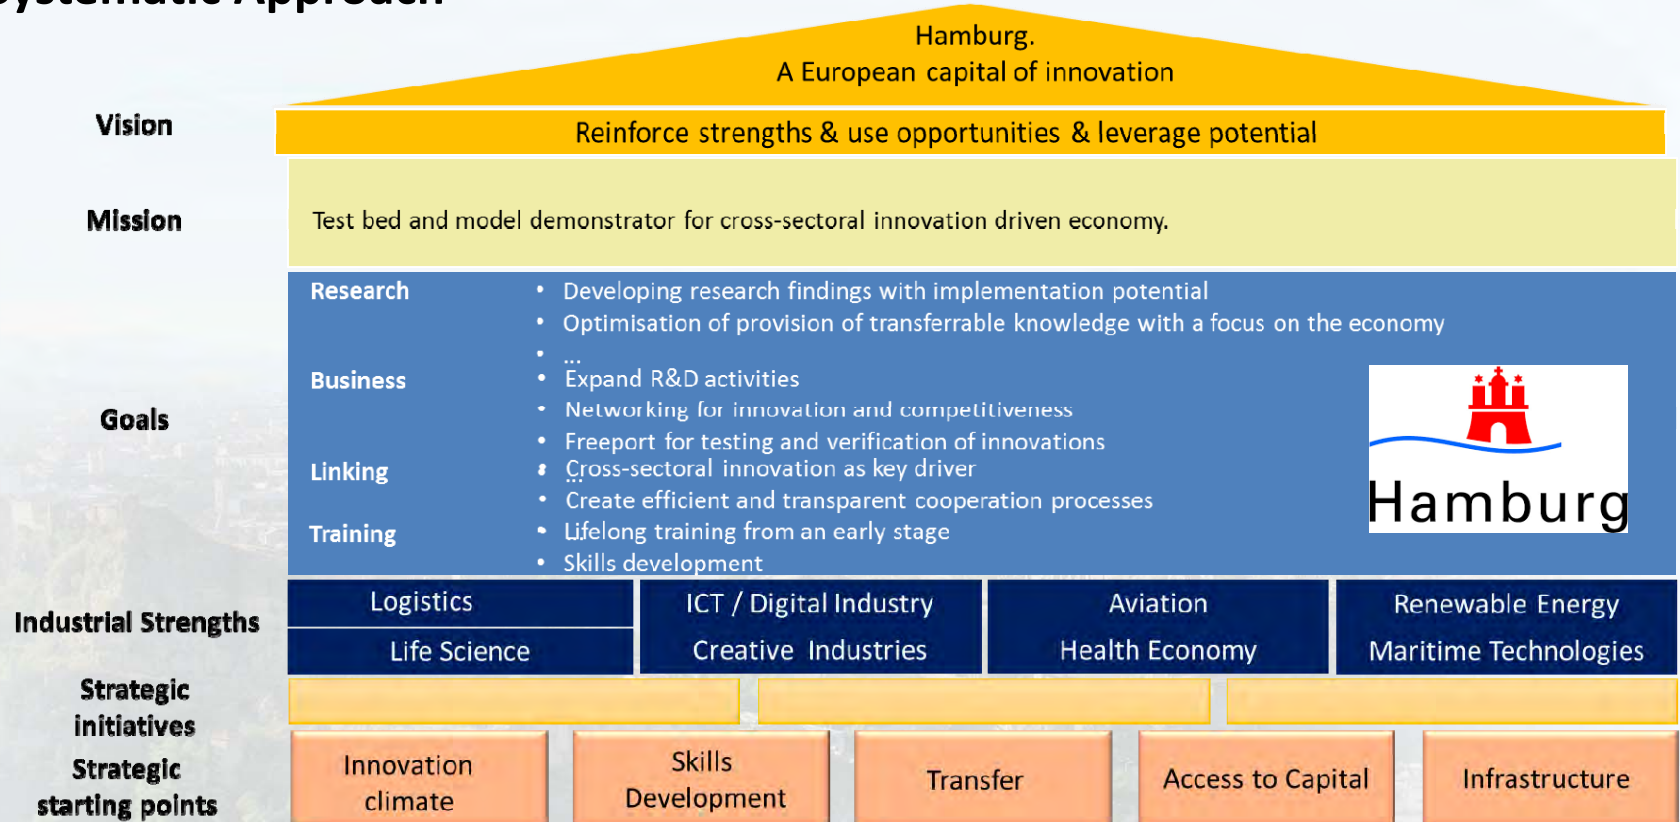 Systematic Approach
Hamburg.
A European capital of innovation
Vision
Reinforce strengths & use opportunities & leverage potential
Mission
Test bed and model demonstrator for cross-sectoral innovation driven economy.
Goals
Research
• Developing research findings with implementation potential
• Optimisation of provision of transferrable knowledge with a focus on the economy
• ...
Business
• Expand R&D activities
• Networking for innovation and competitiveness
• Freeport for testing and verification of innovations
• ...
Linking
• Cross-sectoral innovation as key driver
• Create efficient and transparent cooperation processes
• ...
Training
• Lifelong training from an early stage
• Skills development
Hamburg
Industrial Strengths
Logistics
ICT / Digital Industry
Aviation
Renewable Energy
Life Science
Creative Industries
Health Economy
Maritime Technologies
Strategic
initiatives
Strategic
starting points
Innovation
climate
Skills
Development
Transfer
Access to Capital
Infrastructure